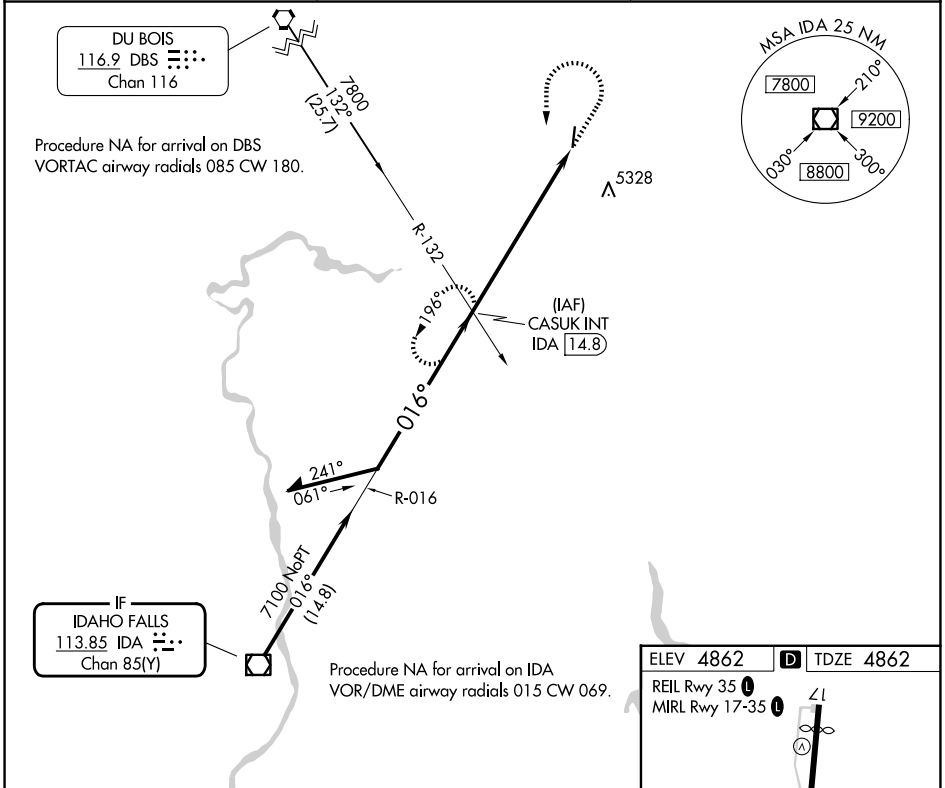 DU BOIS
116.9 DBS
Chan 116
Procedure NA for arrival on DBS
VORTAC airway radials 085 CW 180.
7800
132°
(25.7)
R-132
MSA IDA 25 NM
7800
210°
9200
030°
8800
300°
5328
196°
(IAF)
CASUK INT
IDA 14.8
016°
241°
061°
R-016
7100 NoPT
016°
(14.8)
IF
IDAHO FALLS
113.85 IDA
Chan 85(Y)
Procedure NA for arrival on IDA
VOR/DME airway radials 015 CW 069.
ELEV 4862 D TDZE 4862
REIL Rwy 35 L
MIRL Rwy 17-35 L
17